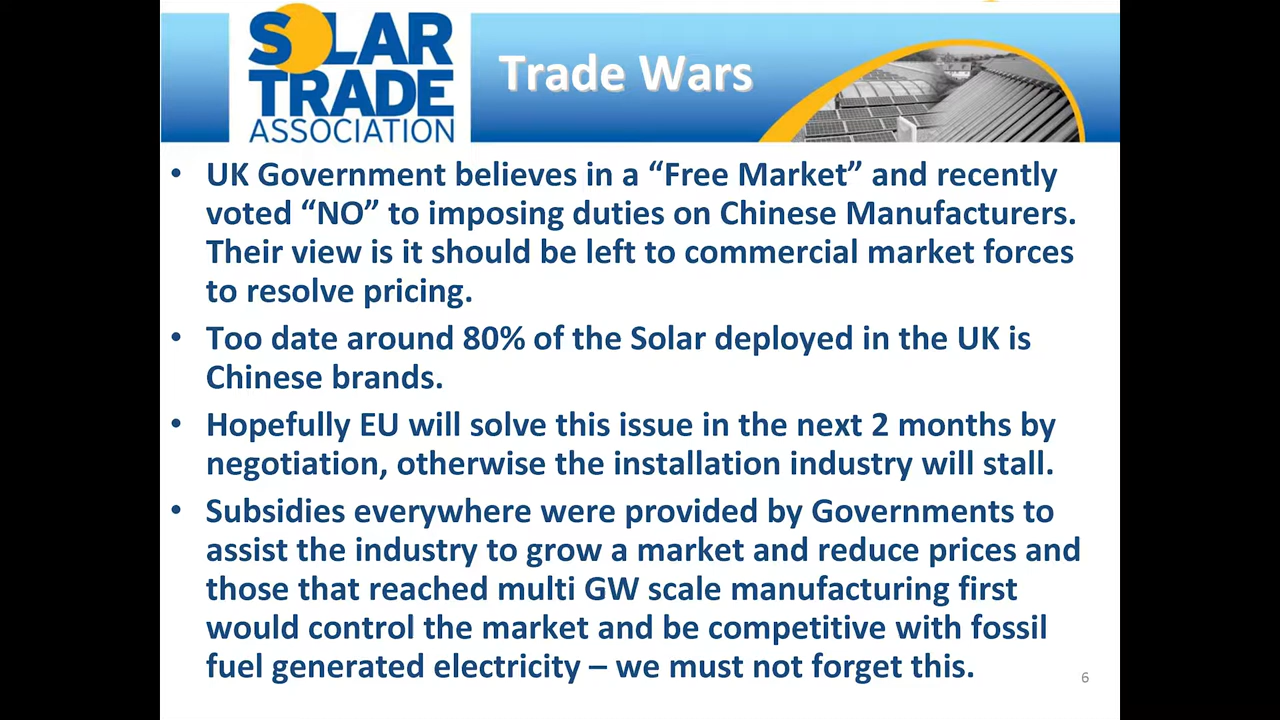 SOLAR
TRADE
ASSOCIATION
Trade Wars
• UK Government believes in a “Free Market” and recently
voted “NO” to imposing duties on Chinese Manufacturers.
Their view is it should be left to commercial market forces
to resolve pricing.
• Too date around 80% of the Solar deployed in the UK is
Chinese brands.
• Hopefully EU will solve this issue in the next 2 months by
negotiation, otherwise the installation industry will stall.
• Subsidies everywhere were provided by Governments to
assist the industry to grow a market and reduce prices and
those that reached multi GW scale manufacturing first
would control the market and be competitive with fossil
fuel generated electricity – we must not forget this.
6